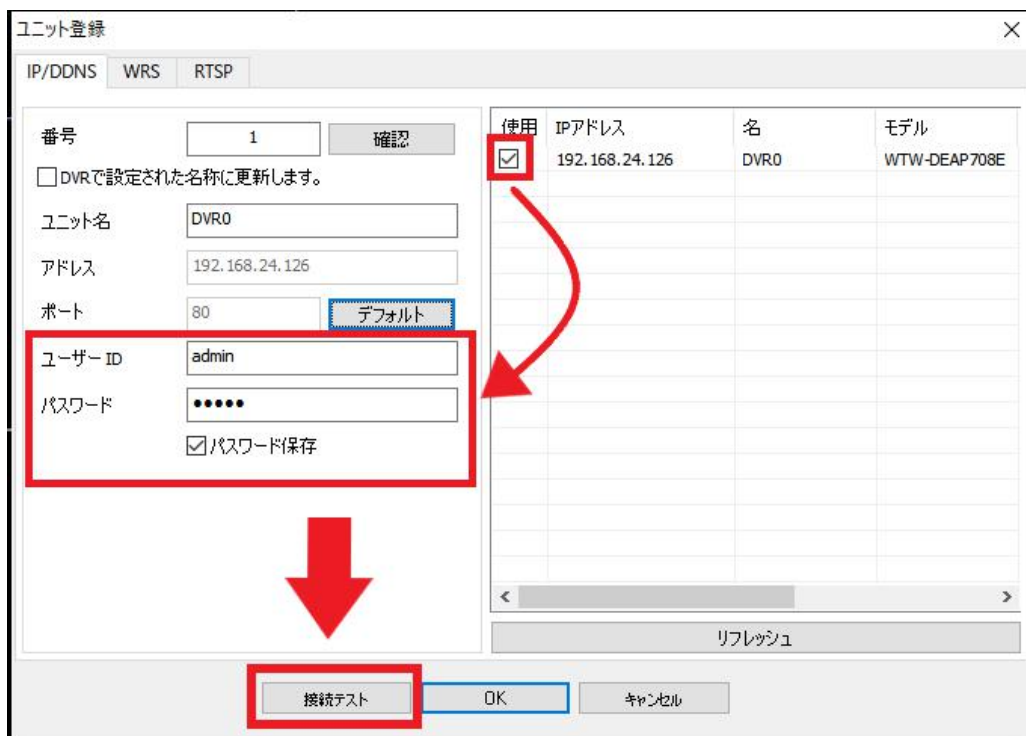 ユニット登録
IP/DDNS WRS RTSP
番号 1 確認
DVRで設定された名称に更新します。
ユニット名 DVR0
アドレス 192.168.24.126
ポート 80 デフォルト
ユーザー ID admin
パスワード ●●●●●
パスワード保存
使用 IPアドレス 名 モデル
192.168.24.126 DVR0 WTW-DEAP708E
リフレッシュ
接続テスト OK キャンセル